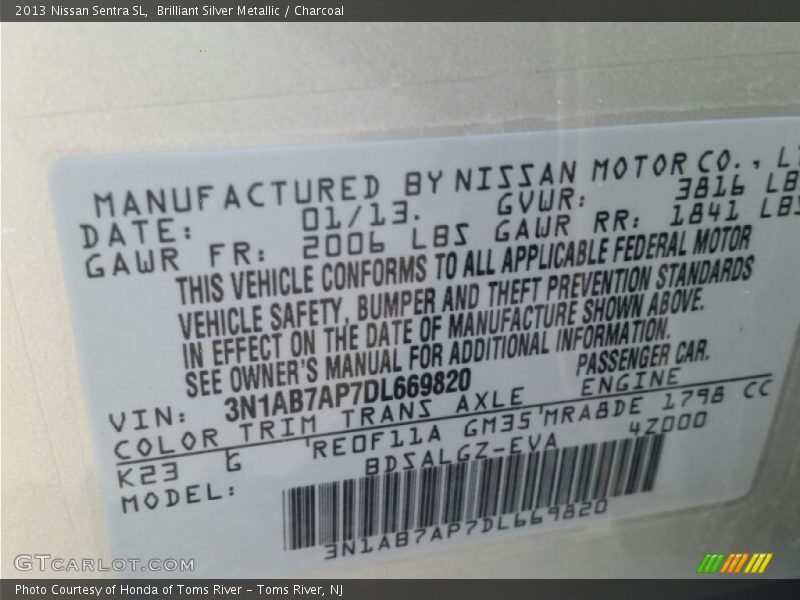 2013 Nissan Sentra SL,  Brilliant Silver Metallic / Charcoal
MANUFACTURED BY NISSAN MOTOR CO.,
DATE: 01/13. GVWR: 3816 LB
GAWR FR: 2006 LBS GAWR RR: 1841 LBS
THIS VEHICLE CONFORMS TO ALL APPLICABLE FEDERAL MOTOR
VEHICLE SAFETY, BUMPER AND THEFT PREVENTION STANDARDS
IN EFFECT ON THE DATE OF MANUFACTURE SHOWN ABOVE.
SEE OWNER'S MANUAL FOR ADDITIONAL INFORMATION.
VIN: 3N1AB7AP7DL669820 PASSENGER CAR.
COLOR TRIM TRANS AXLE ENGINE
K23 G RE0F11A GM35 MRA8DE 1798 CC
MODEL: BDSALGZ-EVA 4Z000
3N1AB7AP7DL669820
GTCARLOT.COM
Photo Courtesy of Honda of Toms River – Toms River, NJ